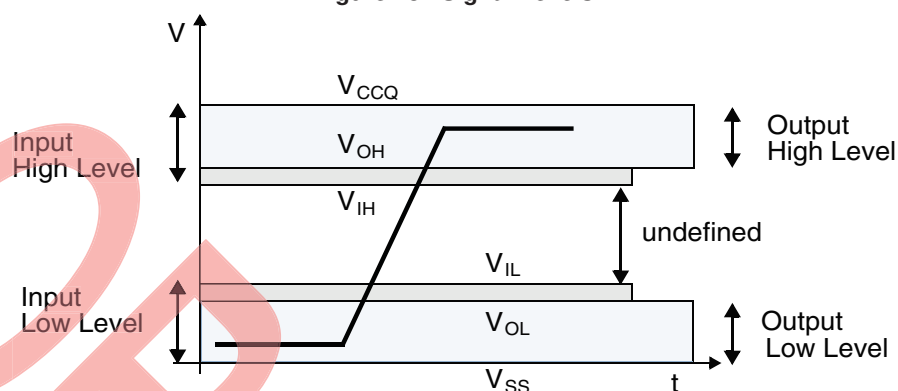 V
V_CCQ
Input
High Level
V_OH
Output
High Level
V_IH
undefined
V_IL
Input
Low Level
V_OL
Output
Low Level
V_SS
t